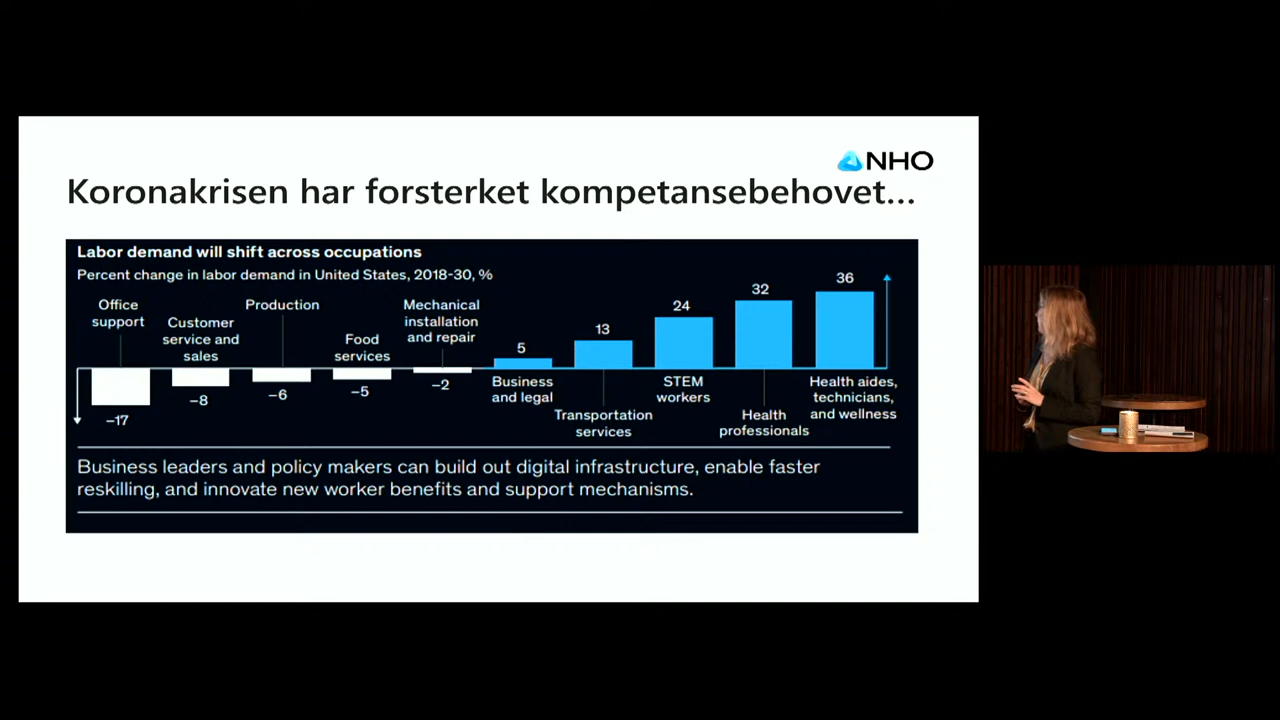 NHO
Koronakrisen har forsterket kompetansebehovet...
Labor demand will shift across occupations
Percent change in labor demand in United States, 2018-30, %
Office
support
Customer
service and
sales
Production
Food
services
Mechanical
installation
and repair
5
13
24
32
36
−17
−8
−6
−5
−2
Business
and legal
Transportation
services
STEM
workers
Health
professionals
Health aides,
technicians,
and wellness
Business leaders and policy makers can build out digital infrastructure, enable faster
reskilling, and innovate new worker benefits and support mechanisms.